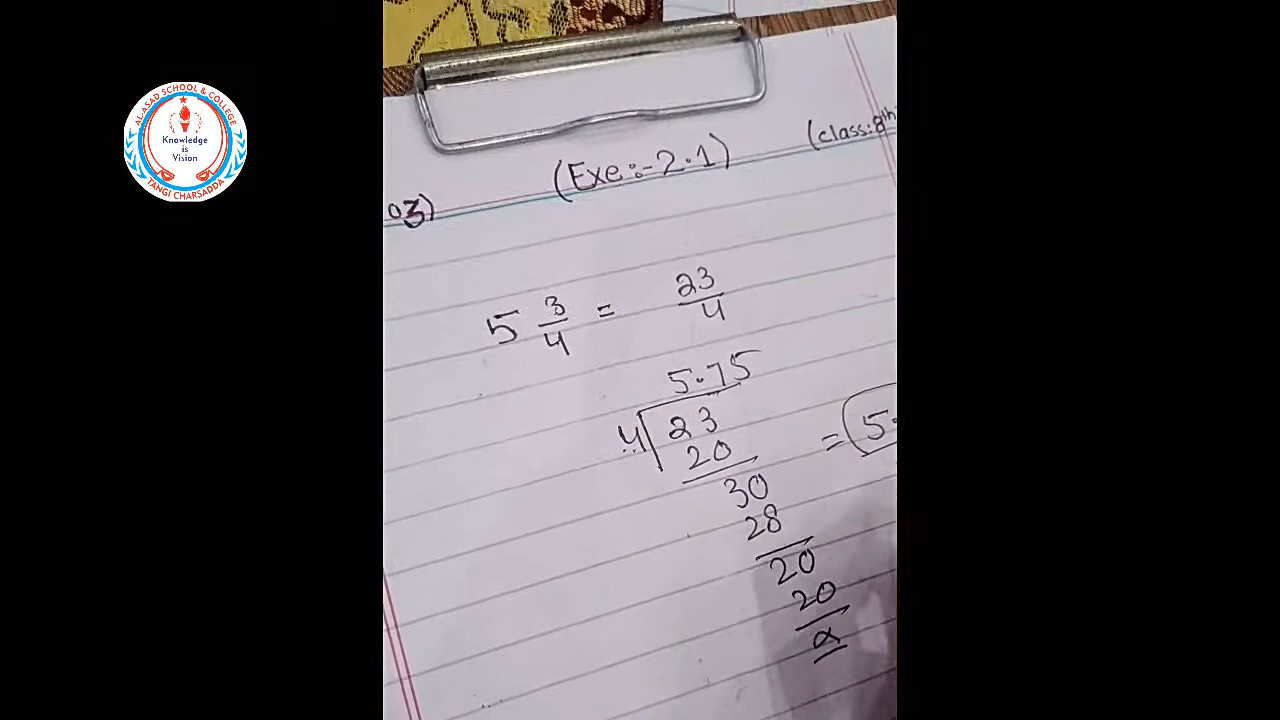 AL-ASAD SCHOOL & COLLEGE
Knowledge
is
Vision
TANGI CHARSADDA
(class:8th
(Exe:-2.1)
03)
5 3/4 = 23/4
5.75
4 23
20
= 5.
30
28
20
20